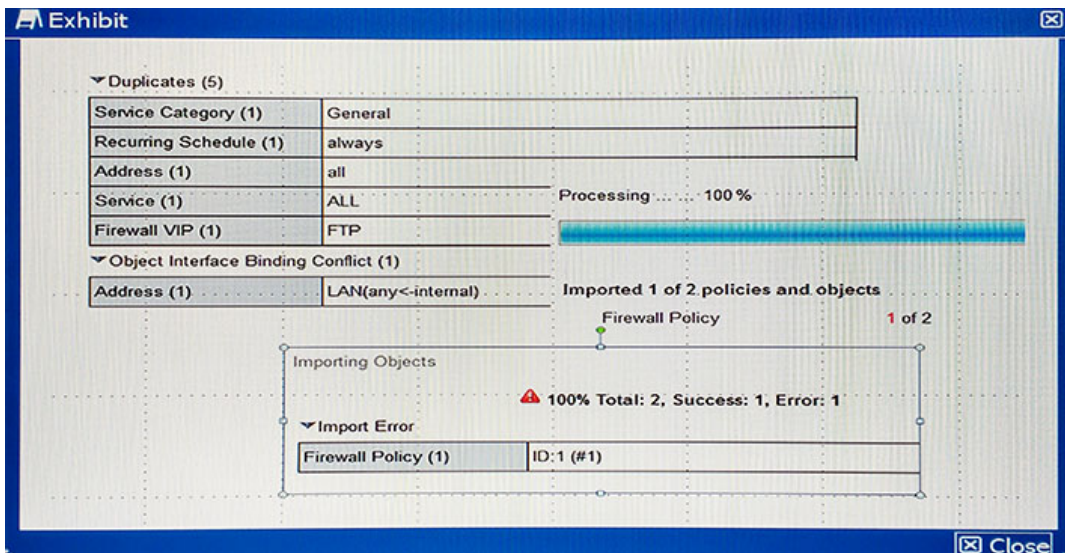 Exhibit
Duplicates (5)
Service Category (1) General
Recurring Schedule (1) always
Address (1) all
Service (1) ALL
Firewall VIP (1) FTP
Processing ... ... 100%
Object Interface Binding Conflict (1)
Address (1) LAN(any<-internal)
Imported 1 of 2 policies and objects
Firewall Policy 1 of 2
Importing Objects
100% Total: 2, Success: 1, Error: 1
Import Error
Firewall Policy (1) ID:1 (#1)
Close